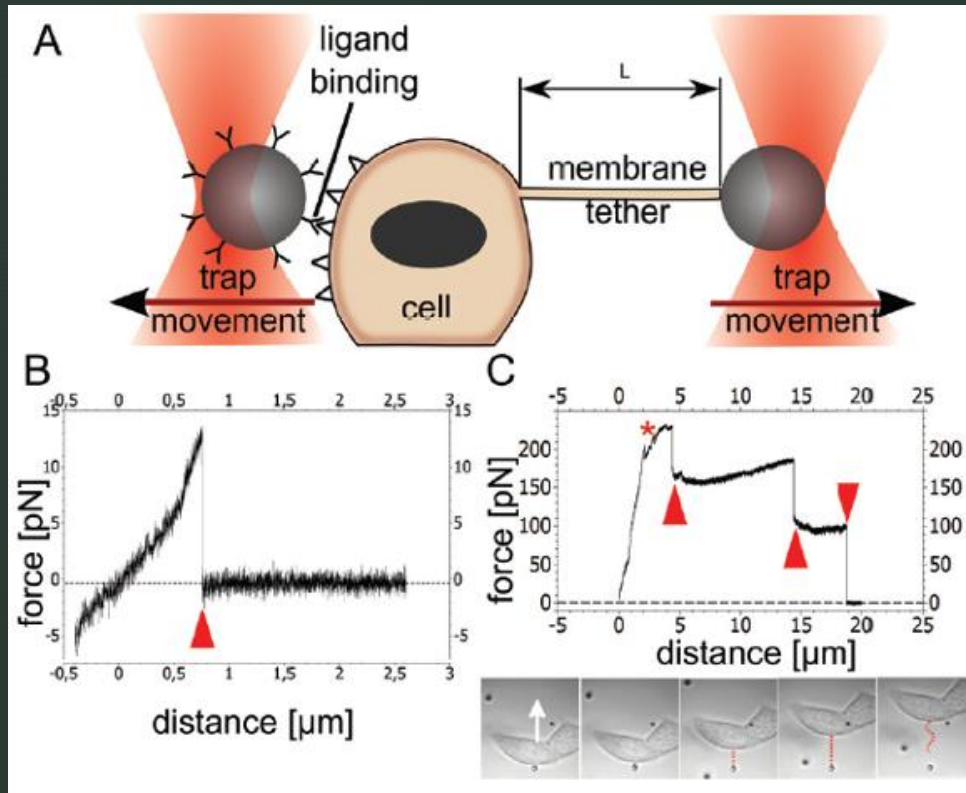 A
ligand
binding
L
membrane
tether
trap
movement
cell
trap
movement
B
-0,5 0 0,5 1 1,5 2 2,5 3
15 15
10 10
5 5
0 0
-5 -5
-0,5 0 0,5 1 1,5 2 2,5 3
force [pN]
distance [µm]
C
-5 0 5 10 15 20 25
*
200 200
150 150
100 100
50 50
0 0
-5 0 5 10 15 20 25
force [pN]
force [pN]
distance [µm]